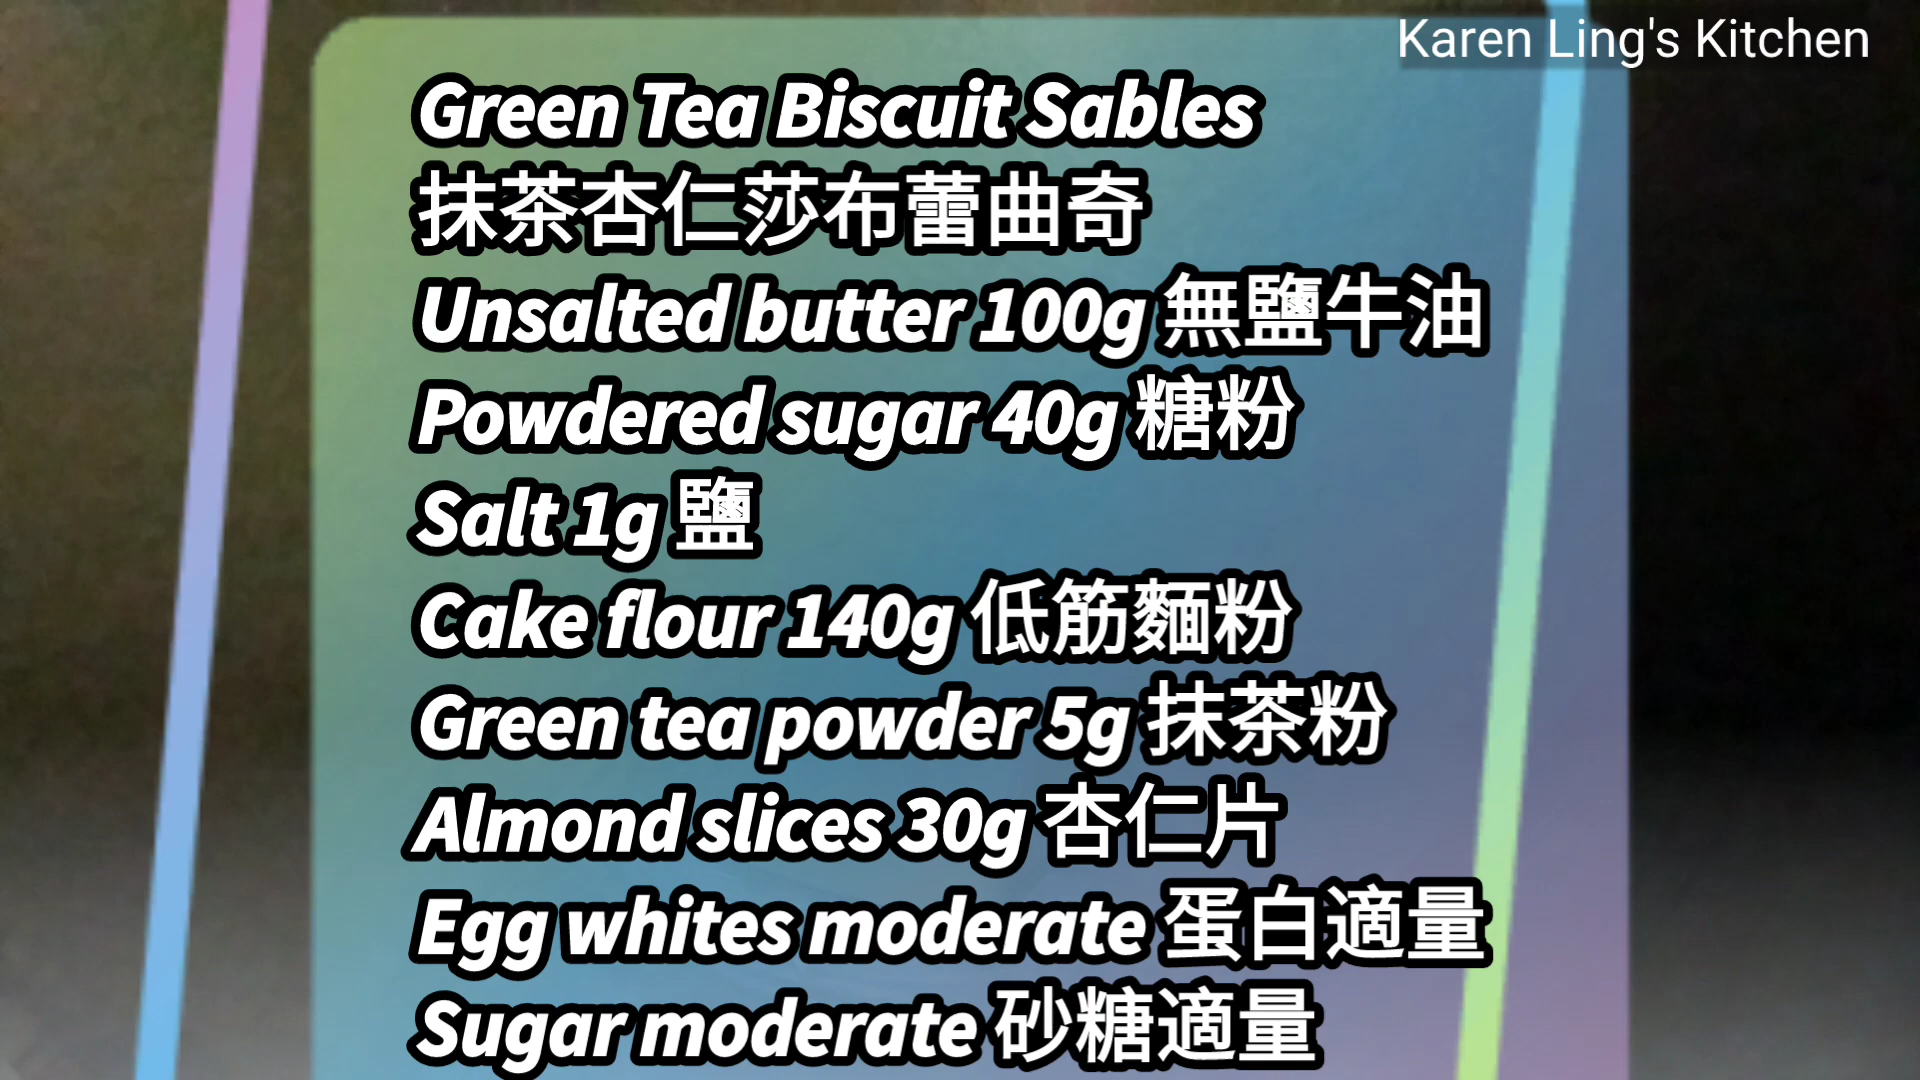 Karen Ling's Kitchen
Green Tea Biscuit Sables
抹茶杏仁莎布蕾曲奇
Unsalted butter 100g 無鹽牛油
Powdered sugar 40g 糖粉
Salt 1g 鹽
Cake flour 140g 低筋麵粉
Green tea powder 5g 抹茶粉
Almond slices 30g 杏仁片
Egg whites moderate 蛋白適量
Sugar moderate 砂糖適量